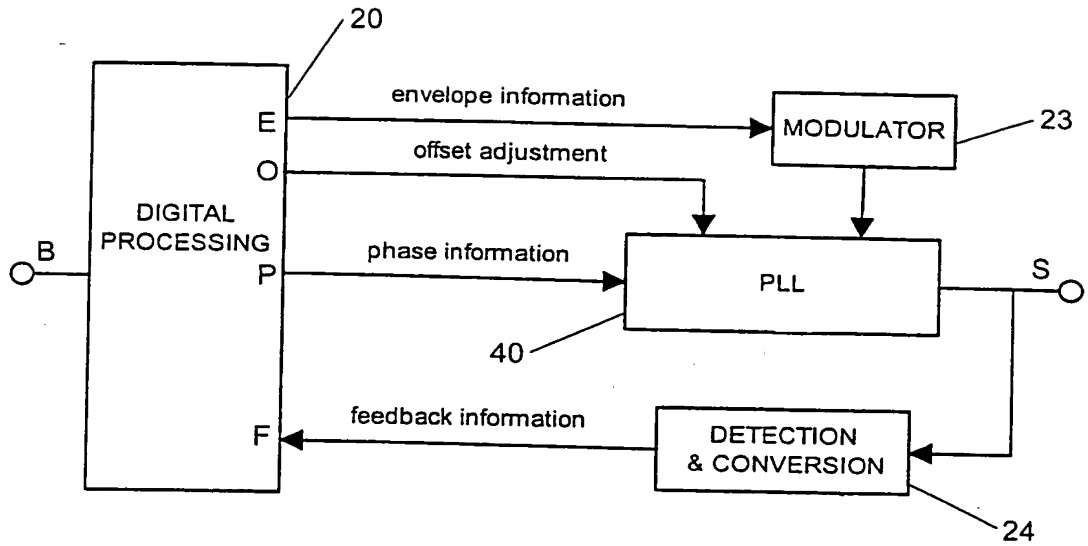 20
envelope information
E
MODULATOR
23
offset adjustment
O
DIGITAL
PROCESSING
B
phase information
P
PLL
S
40
feedback information
F
DETECTION
& CONVERSION
24